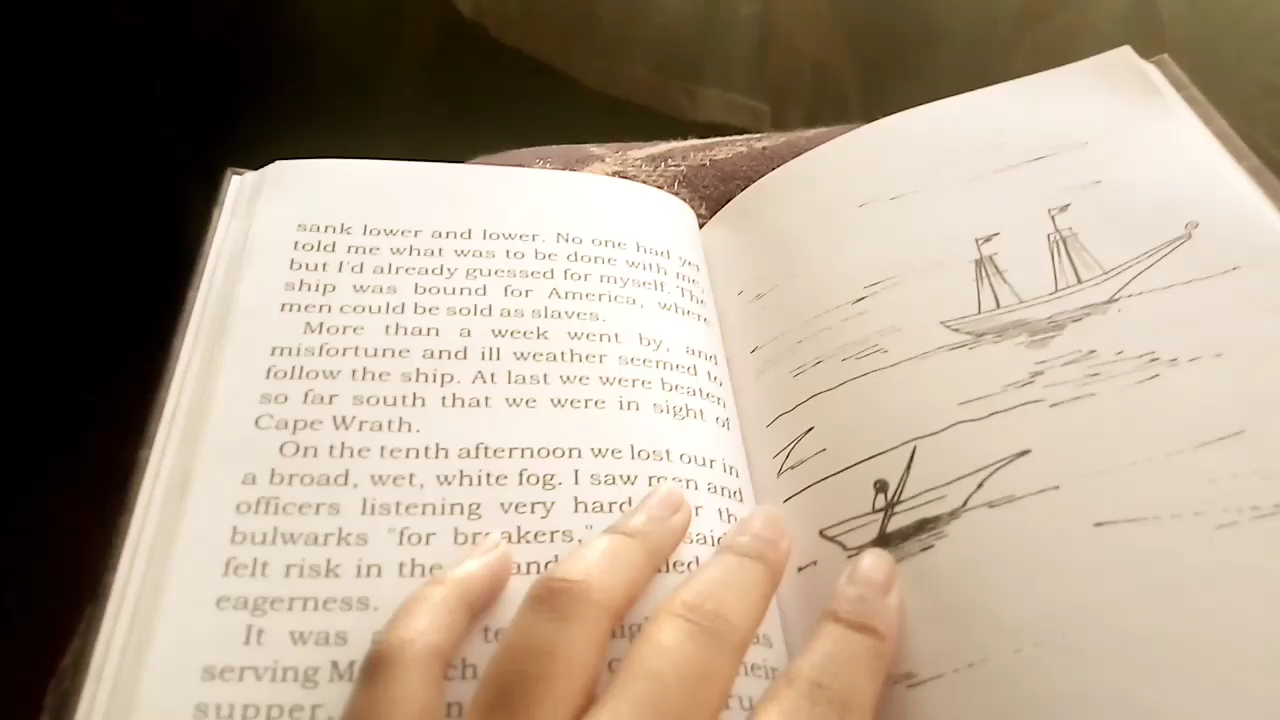 sank lower and lower. No one had yet
told me what was to be done with me,
but I'd already guessed for myself. The
ship was bound for America, where
men could be sold as slaves.
More than a week went by, and
misfortune and ill weather seemed to
follow the ship. At last we were beaten
so far south that we were in sight of
Cape Wrath.
On the tenth afternoon we lost our in
a broad, wet, white fog. I saw men and
officers listening very hard
bulwarks "for breakers," said
felt risk in the
eagerness.
It was
serving
supper.